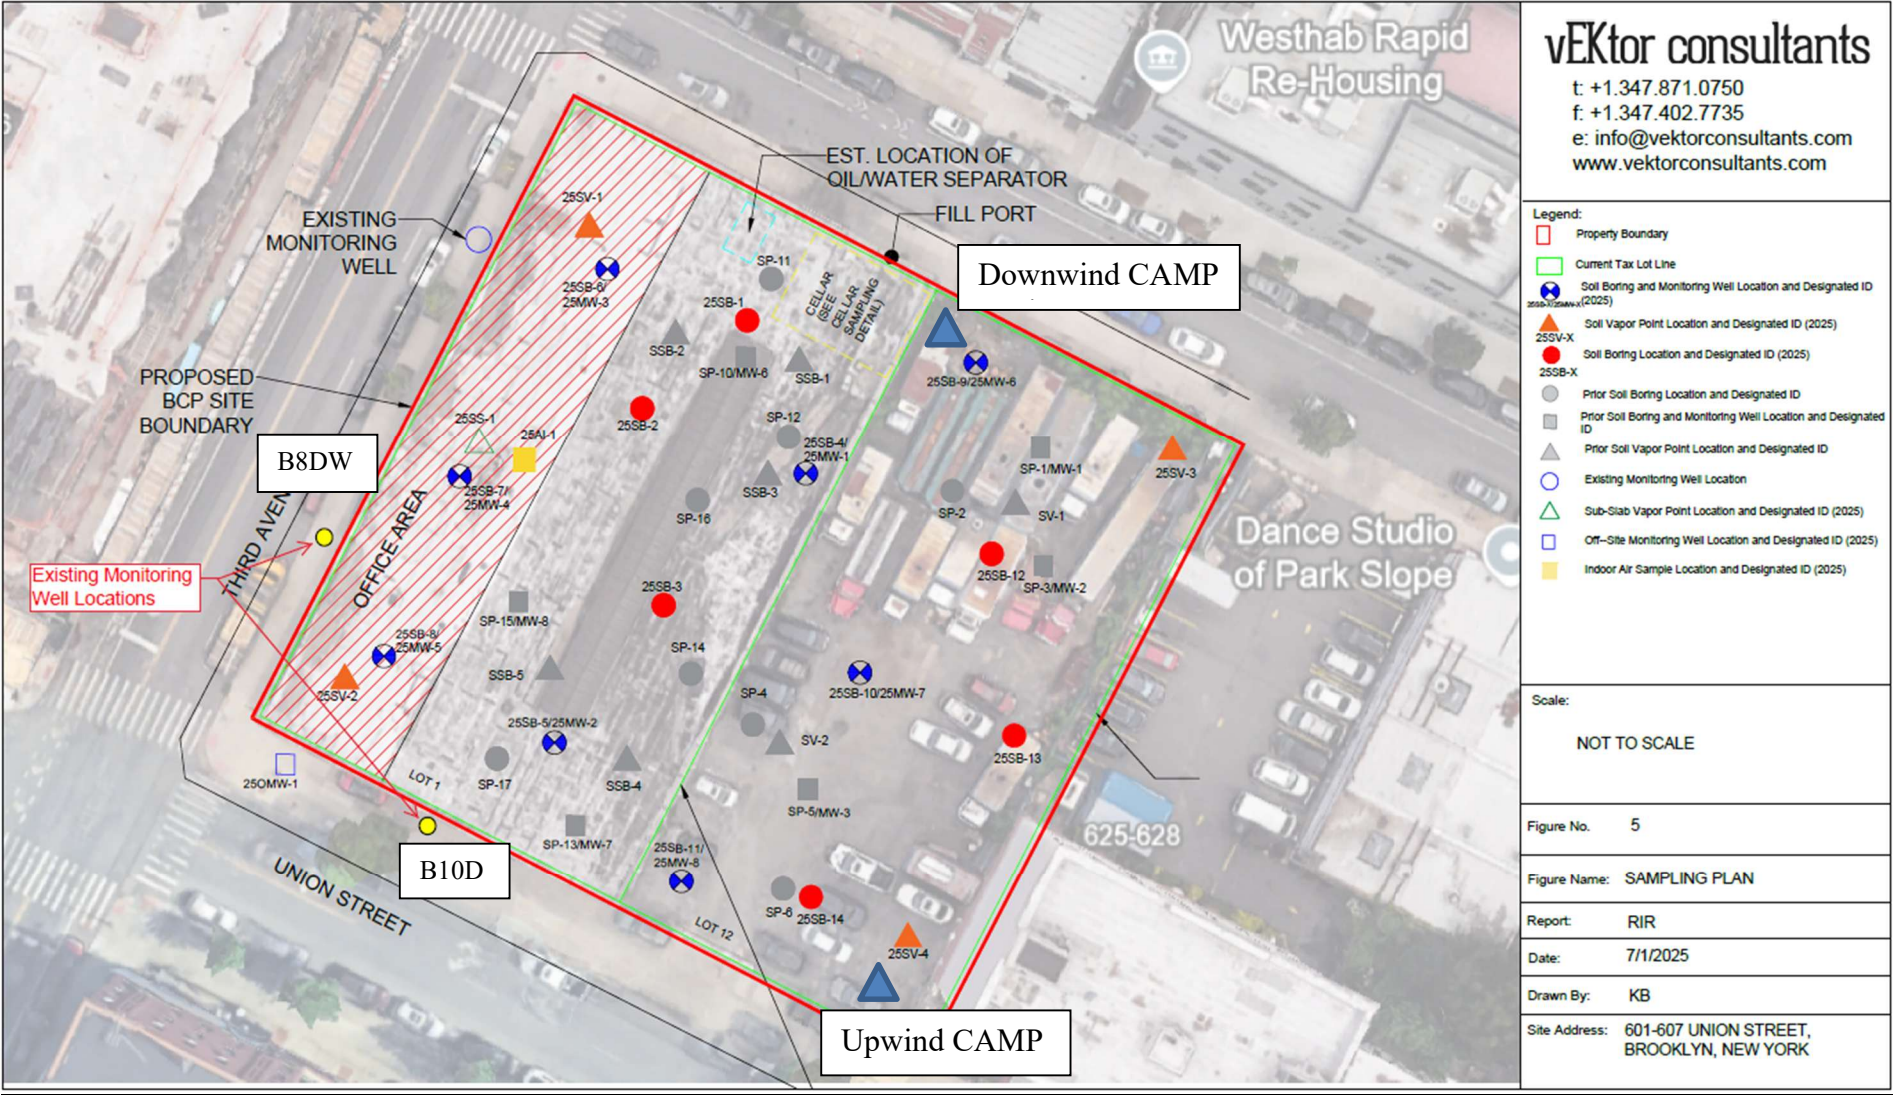 Westhab Rapid
Re-Housing
EST. LOCATION OF
OIL/WATER SEPARATOR
FILL PORT
EXISTING
MONITORING
WELL
25SV-1
25SB-6/
25MW-3
SP-11
25SB-1
CELLAR
(SEE
CELLAR
SAMPLING
DETAIL)
Downwind CAMP
SSB-2
SP-10/MW-6
SSB-1
25SB-9/25MW-6
PROPOSED
BCP SITE
BOUNDARY
25SS-1
25AI-1
25SB-2
SP-12
25SB-4/
25MW-1
B8DW
25SB-7/
25MW-4
SSB-3
SP-16
SP-1/MW-1
25SV-3
SP-2
SV-1
Dance Studio
of Park Slope
THIRD AVEN
OFFICE AREA
Existing Monitoring
Well Locations
25SB-3
25SB-12
SP-3/MW-2
SP-15/MW-8
25SB-8/
25MW-5
SP-14
SSB-5
25SV-2
SP-4
25SB-10/25MW-7
25SB-5/25MW-2
SV-2
25SB-13
25OMW-1
LOT 1
SP-17
SSB-4
SP-5/MW-3
625-628
SP-13/MW-7
25SB-11/
25MW-8
B10D
UNION STREET
SP-6
25SB-14
LOT 12
25SV-4
Upwind CAMP
vEKtor consultants
t: +1.347.871.0750
f: +1.347.402.7735
e: info@vektorconsultants.com
www.vektorconsultants.com
Legend:
Property Boundary
Current Tax Lot Line
Soil Boring and Monitoring Well Location and Designated ID
(2025)
25SB-X/25MW-X
Soil Vapor Point Location and Designated ID (2025)
25SV-X
Soil Boring Location and Designated ID (2025)
25SB-X
Prior Soil Boring Location and Designated ID
Prior Soil Boring and Monitoring Well Location and Designated
ID
Prior Soil Vapor Point Location and Designated ID
Existing Monitoring Well Location
Sub-Slab Vapor Point Location and Designated ID (2025)
Off--Site Monitoring Well Location and Designated ID (2025)
Indoor Air Sample Location and Designated ID (2025)
Scale:
NOT TO SCALE
Figure No. 5
Figure Name: SAMPLING PLAN
Report: RIR
Date: 7/1/2025
Drawn By: KB
Site Address: 601-607 UNION STREET,
BROOKLYN, NEW YORK